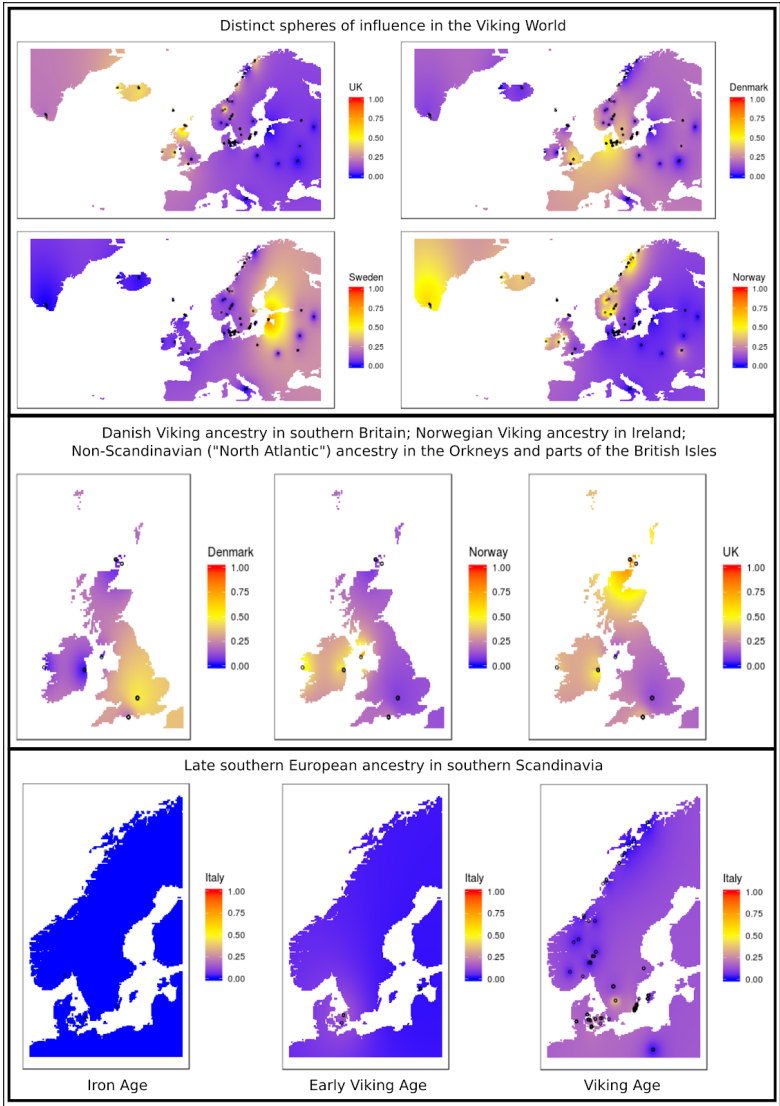 Distinct spheres of influence in the Viking World
UK
1.00
0.75
0.50
0.25
0.00
Denmark
1.00
0.75
0.50
0.25
0.00
Sweden
1.00
0.75
0.50
0.25
0.00
Norway
1.00
0.75
0.50
0.25
0.00
Danish Viking ancestry in southern Britain; Norwegian Viking ancestry in Ireland;
Non-Scandinavian ("North Atlantic") ancestry in the Orkneys and parts of the British Isles
Denmark
1.00
0.75
0.50
0.25
0.00
Norway
1.00
0.75
0.50
0.25
0.00
UK
1.00
0.75
0.50
0.25
0.00
Late southern European ancestry in southern Scandinavia
Italy
1.00
0.75
0.50
0.25
0.00
Italy
1.00
0.75
0.50
0.25
0.00
Italy
1.00
0.75
0.50
0.25
0.00
Iron Age
Early Viking Age
Viking Age